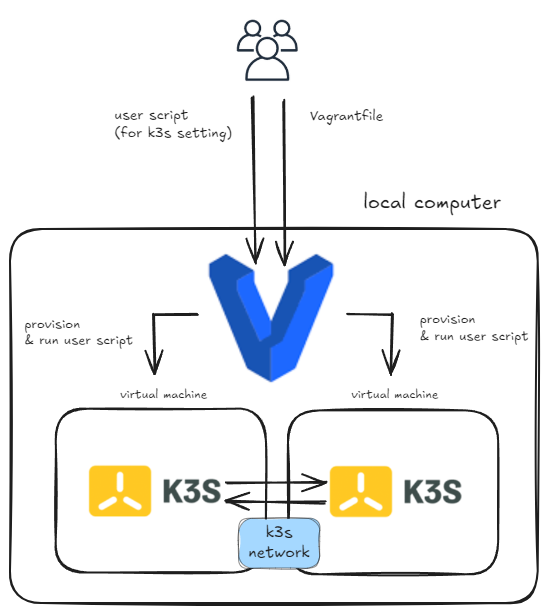 user script
(for k3s setting)
Vagrantfile
local computer
provision
& run user script
provision
& run user script
virtual machine
virtual machine
K3S
K3S
k3s
network